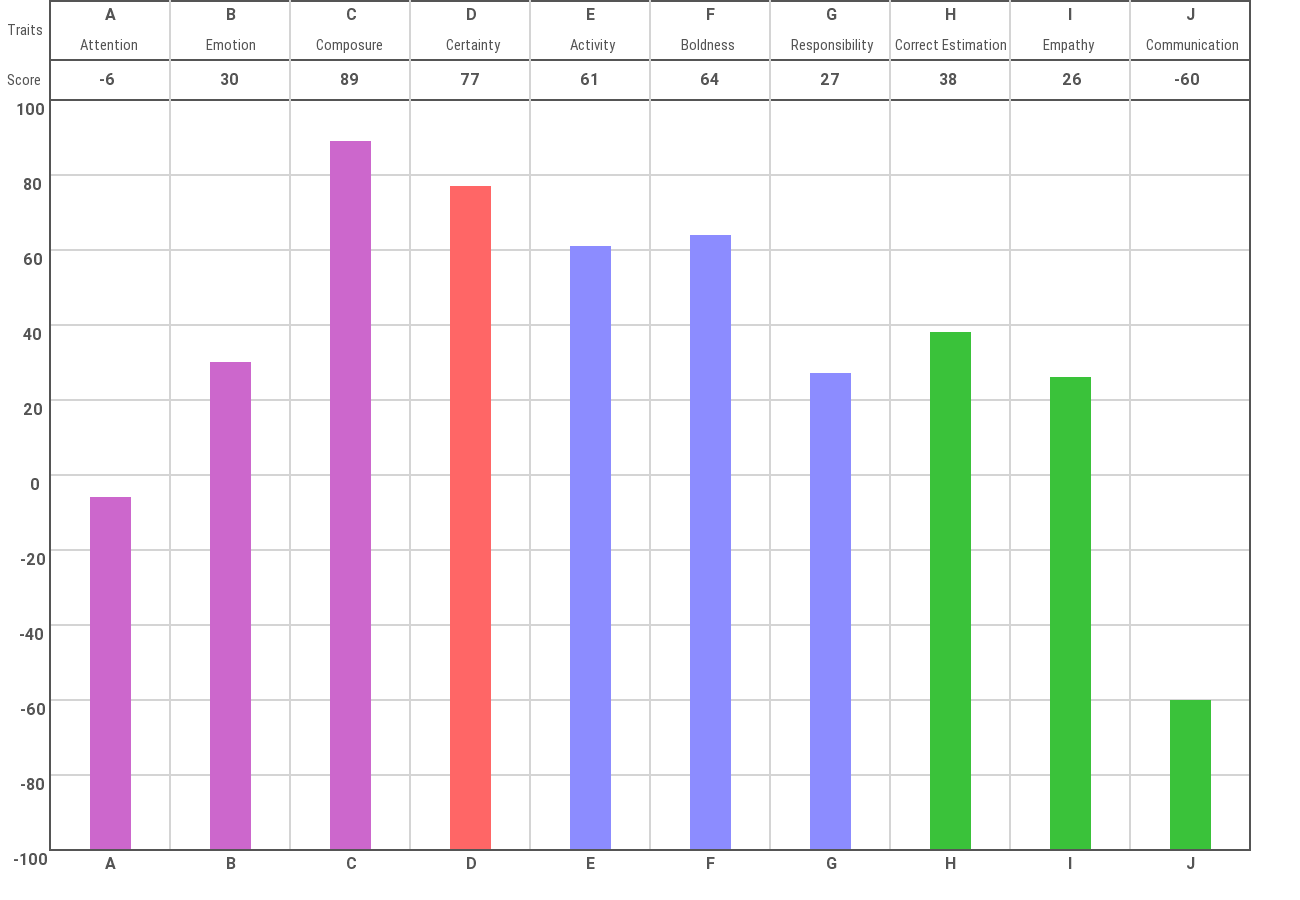 A B C D E F G H I J
Traits
Attention Emotion Composure Certainty Activity Boldness Responsibility Correct Estimation Empathy Communication
Score -6 30 89 77 61 64 27 38 26 -60
100
80
60
40
20
0
-20
-40
-60
-80
-100
A B C D E F G H I J